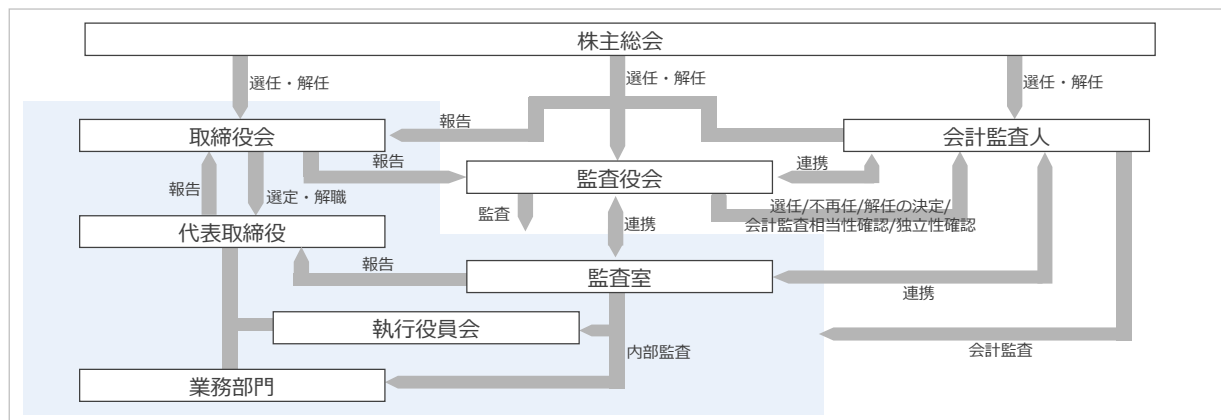 株主総会
選任・解任
選任・解任
選任・解任
報告
取締役会
会計監査人
報告
連携
監査役会
報告
選定・解職
監査
連携
選任/不再任/解任の決定/
会計監査相当性確認/独立性確認
代表取締役
報告
監査室
連携
執行役員会
内部監査
会計監査
業務部門